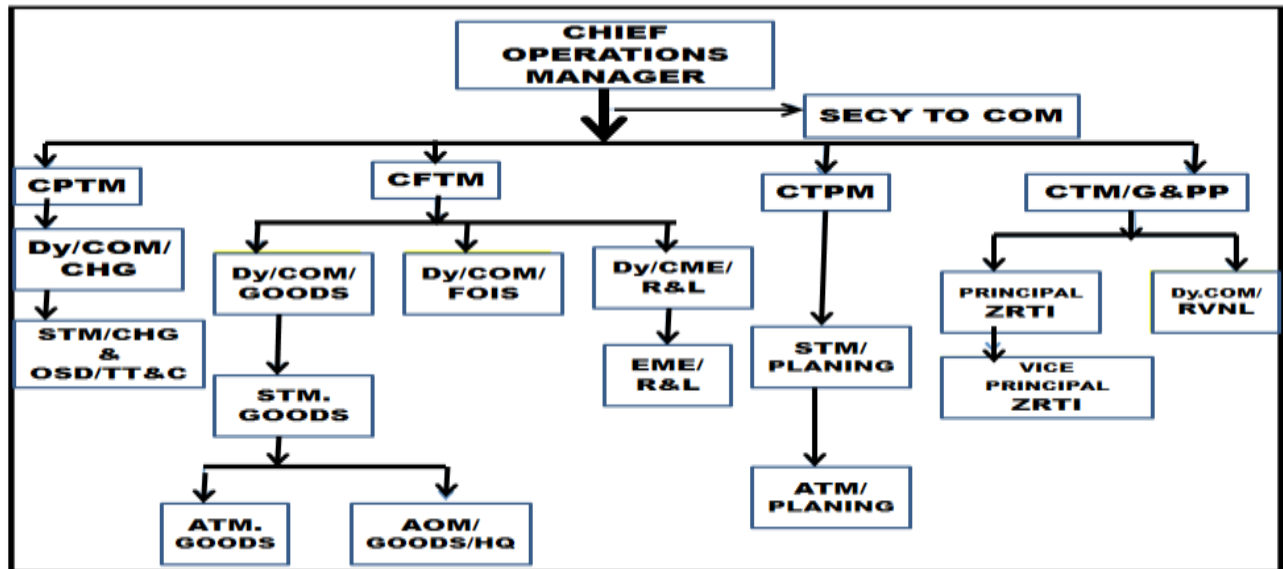 CHIEF
OPERATIONS
MANAGER
SECY TO COM
CPTM
CFTM
CTPM
CTM/G&PP
Dy/COM/
CHG
Dy/COM/
GOODS
Dy/COM/
FOIS
Dy/CME/
R&L
PRINCIPAL
ZRTI
Dy.COM/
RVNL
STM/CHG
&
OSD/TT&C
STM.
GOODS
EME/
R&L
STM/
PLANING
VICE
PRINCIPAL
ZRTI
ATM.
GOODS
AOM/
GOODS/HQ
ATM/
PLANING